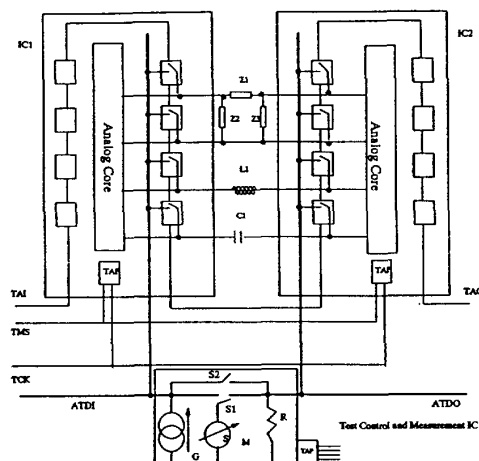 IC1
IC2
Z1
Z2
Z3
Analog Core
Analog Core
L1
C1
TAP
TAP
TAI
TAO
TMS
TCK
S2
ATDI
ATDO
S1
R
S
M
G
Test Control and Measurement IC
TAP